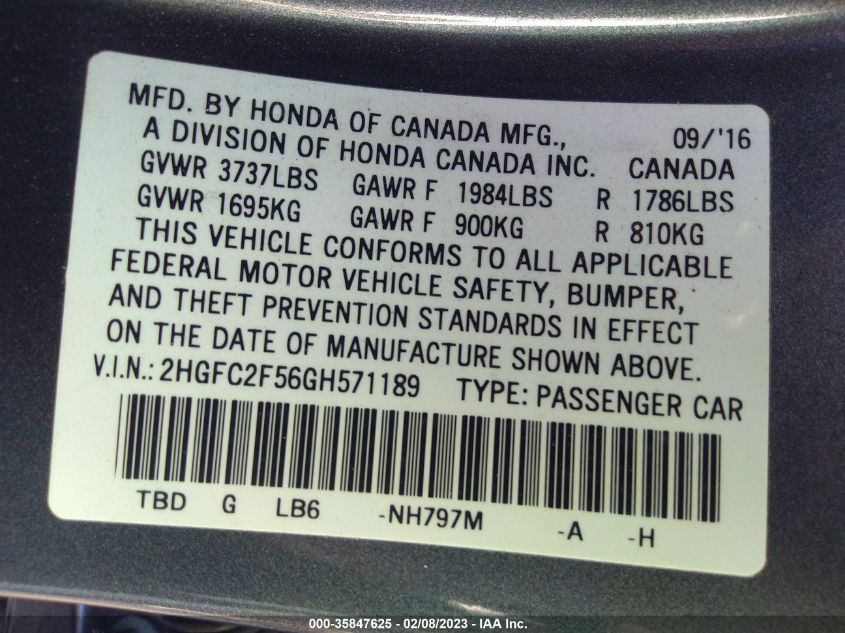 MFD. BY HONDA OF CANADA MFG., 09/'16
A DIVISION OF HONDA CANADA INC. CANADA
GVWR 3737LBS GAWR F 1984LBS R 1786LBS
GVWR 1695KG GAWR F 900KG R 810KG
THIS VEHICLE CONFORMS TO ALL APPLICABLE
FEDERAL MOTOR VEHICLE SAFETY, BUMPER,
AND THEFT PREVENTION STANDARDS IN EFFECT
ON THE DATE OF MANUFACTURE SHOWN ABOVE.
V.I.N.: 2HGFC2F56GH571189 TYPE: PASSENGER CAR
TBD G LB6 -NH797M -A -H
000-35847625 - 02/08/2023 - IAA Inc.